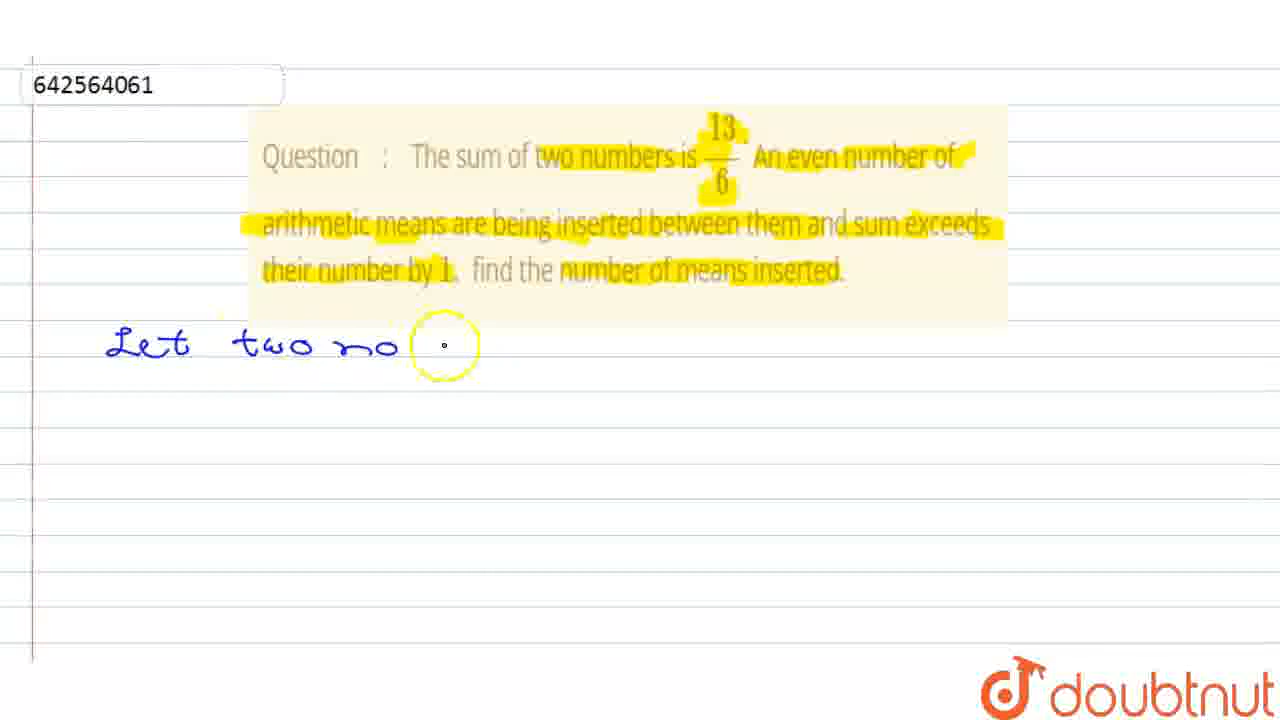 642564061
Question : The sum of two numbers is 13/6 An even number of
arithmetic means are being inserted between them and sum exceeds
their number by 1. find the number of means inserted.
Let two no
doubtnut